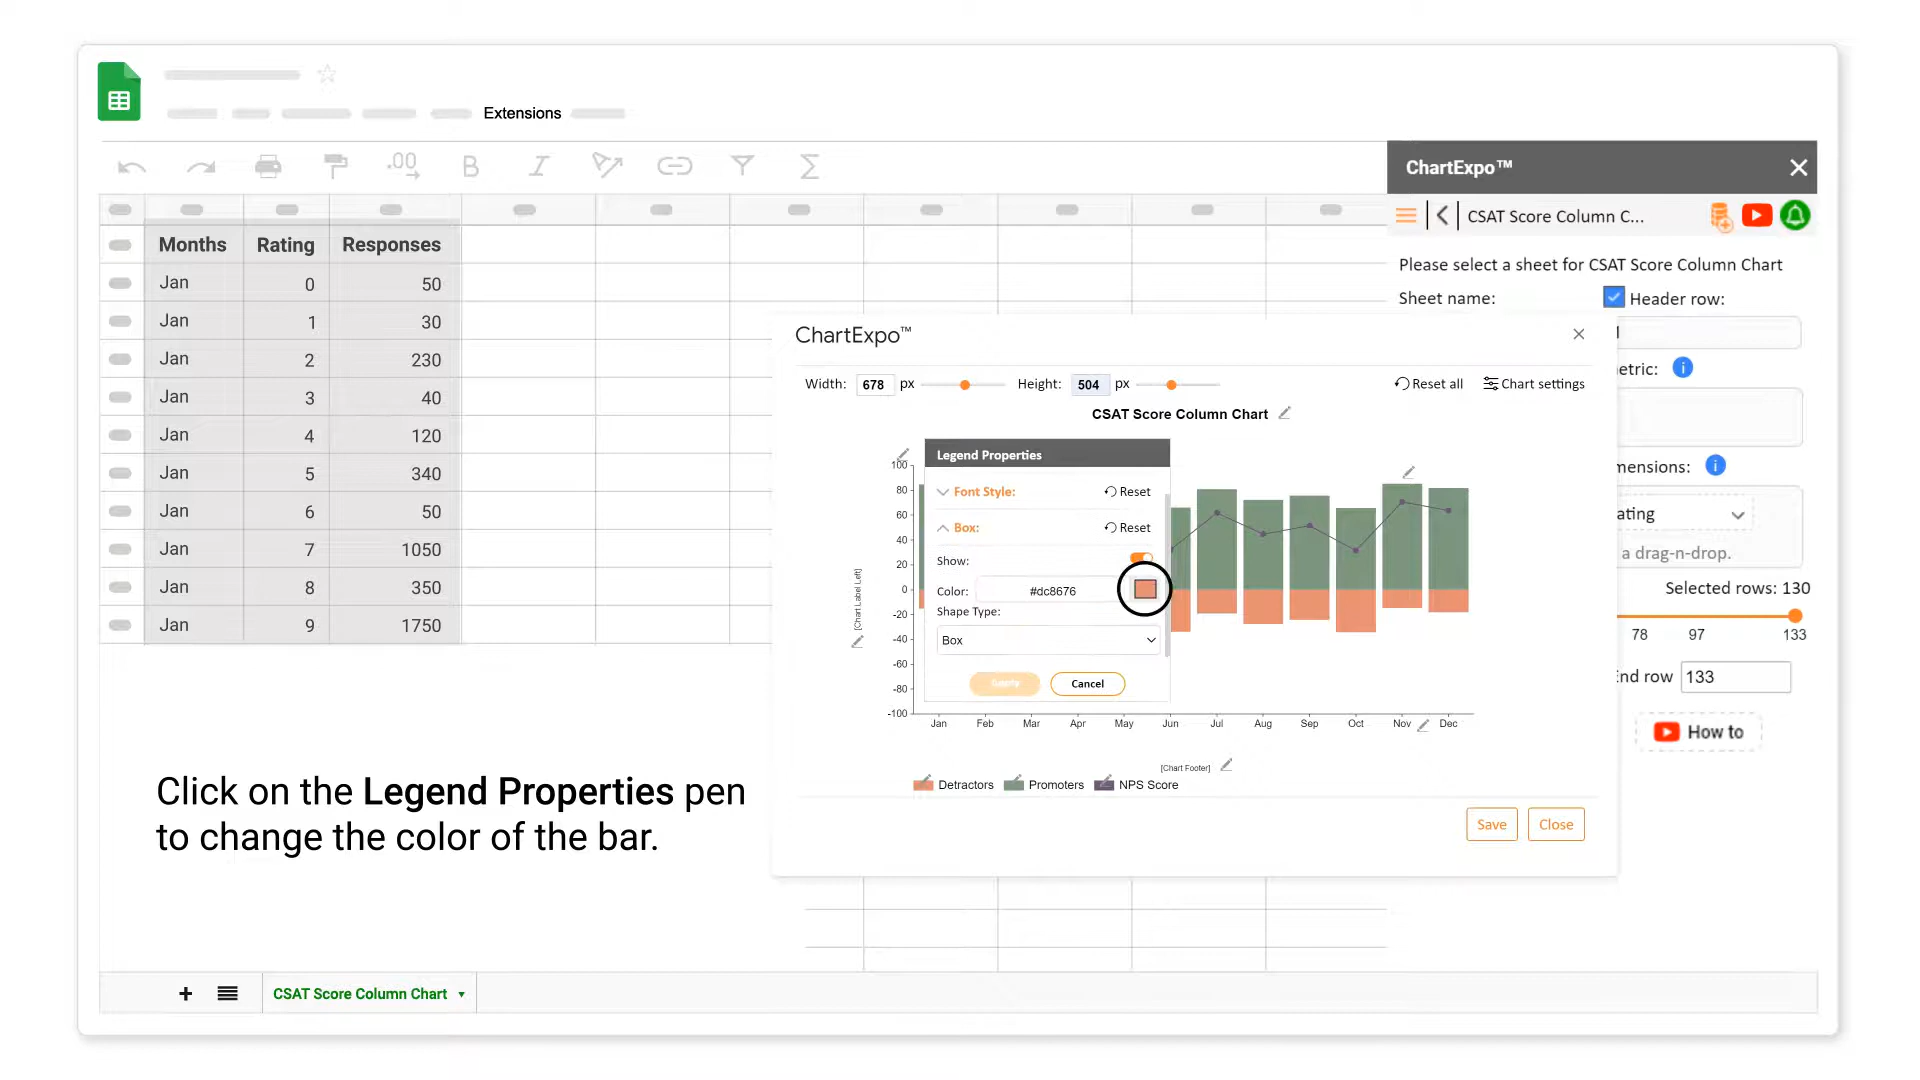 Extensions
.00
B
I
Σ
ChartExpo™
CSAT Score Column C...
Please select a sheet for CSAT Score Column Chart
Sheet name:
Header row:
etric:
mensions:
ating
a drag-n-drop.
Selected rows: 130
78 97 133
End row 133
How to
Months Rating Responses
Jan 0 50
Jan 1 30
Jan 2 230
Jan 3 40
Jan 4 120
Jan 5 340
Jan 6 50
Jan 7 1050
Jan 8 350
Jan 9 1750
ChartExpo™
Width: 678 px Height: 504 px
Reset all Chart settings
CSAT Score Column Chart
Legend Properties
Font Style: Reset
Box: Reset
Show:
Color: #dc8676
Shape Type:
Box
Apply Cancel
[Chart Label Left]
100
80
60
40
20
0
-20
-40
-60
-80
-100
Jan Feb Mar Apr May Jun Jul Aug Sep Oct Nov Dec
[Chart Footer]
Detractors Promoters NPS Score
Save Close
Click on the Legend Properties pen
to change the color of the bar.
+ CSAT Score Column Chart